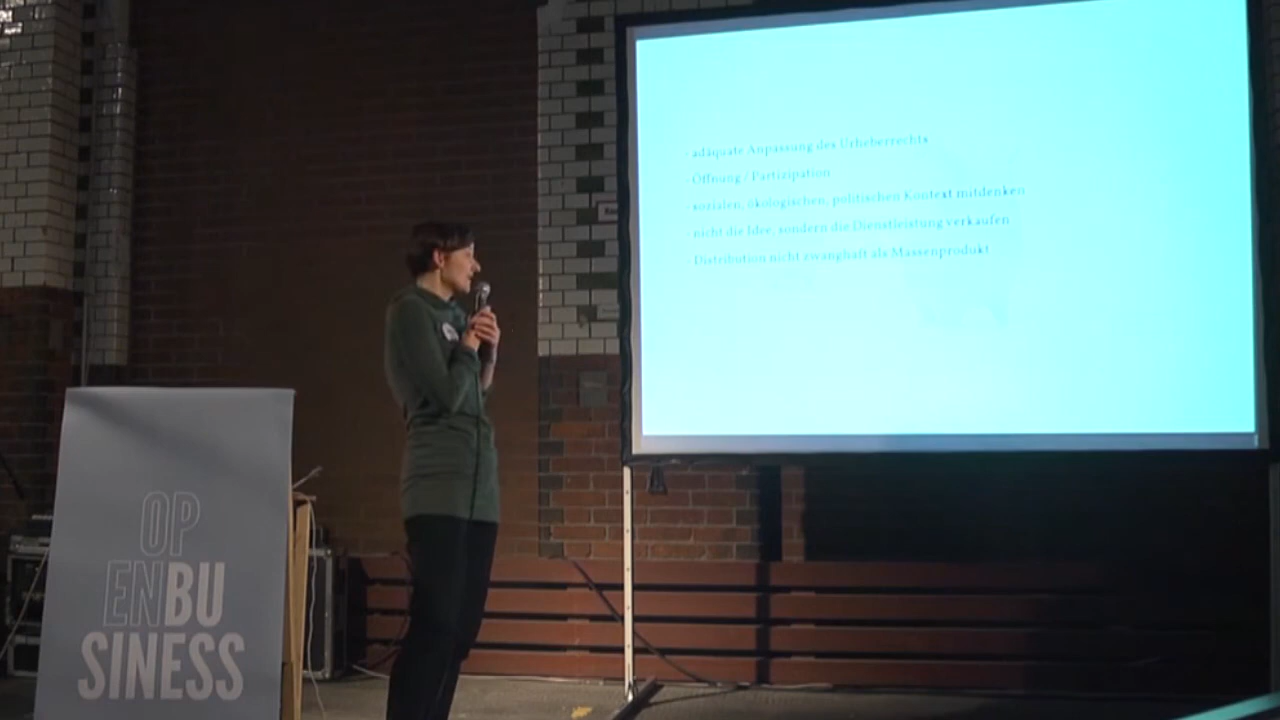 - adäquate Anpassung des Urheberrechts
- Öffnung / Partizipation
- sozialen, ökologischen, politischen Kontext mitdenken
- nicht die Idee, sondern die Dienstleistung verkaufen
- Distribution nicht zwanghaft als Massenprodukt
OP
ENBU
SINESS